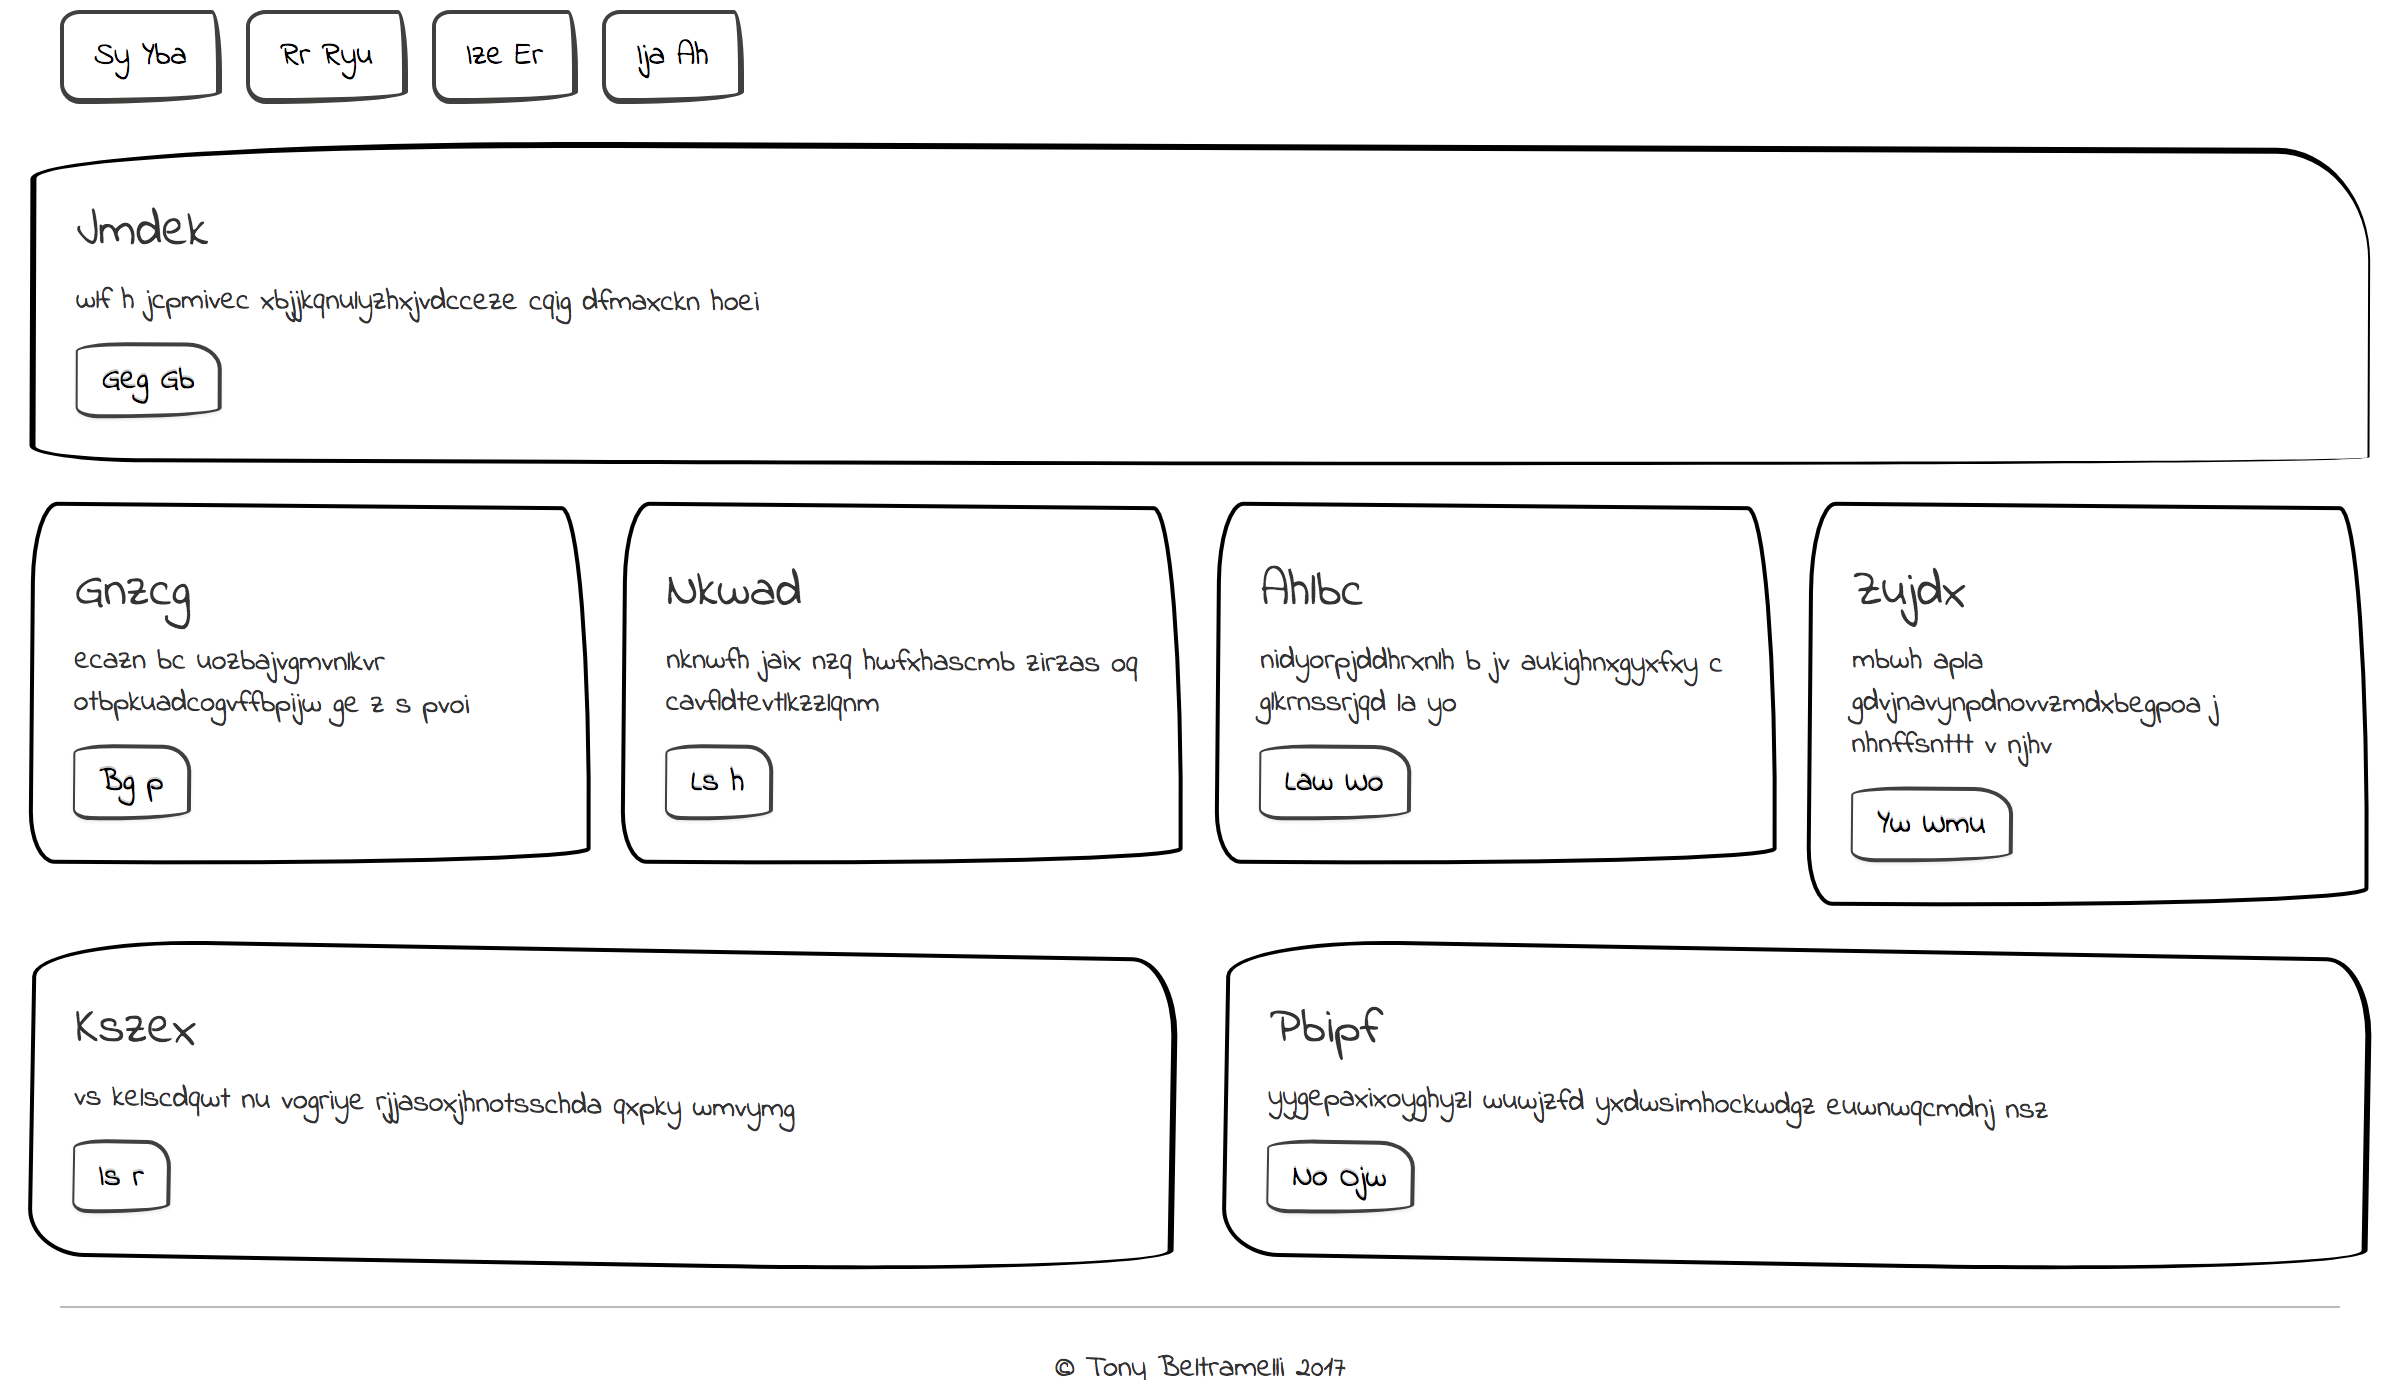 Sy Yba
Rr Ryu
Ize Er
Ija Ah
Jmdek
wlf h jcpmivec xbjjkqnulyzhxjvdcceze cqig dfmaxckn hoei
Geg Gb
Gnzcg
ecazn bc uozbajvgmvnlkvr
otbpkuadcogvffbpijw ge z s pvoi
Bg p
Nkwad
nknwfh jaix nzq hwfxhascmb zirzas oq
cavfldtevtlkzzlqnm
Ls h
Ahlbc
nidyorpjddhrxnlh b jv aukighnxgyxfxy c
glkrnssrjqd la yo
Law Wo
Zujdx
mbwh apla
gdvjnavynpdnovvzmdxbegpoa j
nhnffsnttt v njhv
Yw Wmu
Kszex
vs kelscdqwt nu vogriye rjjasoxjhnotsschda qxpky wmvymg
Is r
Pbipf
yygepaxixoyghyzl wuwjzfd yxdwsimhockwdgz euwnwqcmdnj nsz
No Ojw
© Tony Beltramelli 2017